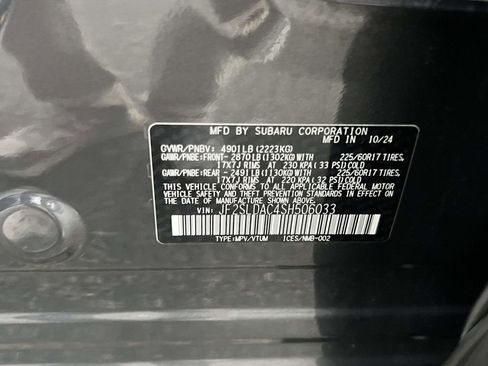 MFD BY SUBARU CORPORATION
MFD IN 10/24
GVWR/PNBV: 4901LB (2223KG)
GAWR/PNBE: FRONT- 2870LB (1302KG) WITH 225/60R17 TIRES,
17X7J RIMS AT 230 KPA ( 33 PSI) COLD
GAWR/PNBE: REAR - 2491LB (1130KG) WITH 225/60R17 TIRES,
17X7J RIMS AT 220 KPA ( 32 PSI) COLD
THIS VEHICLE CONFORMS TO ALL APPLICABLE
FEDERAL MOTOR VEHICLE SAFETY
STANDARDS IN EFFECT ON THE DATE OF
MANUFACTURE SHOWN ABOVE.
VIN: JF2SLDAC4SH506033
TYPE:MPV/VTUM ICES/NMB-002